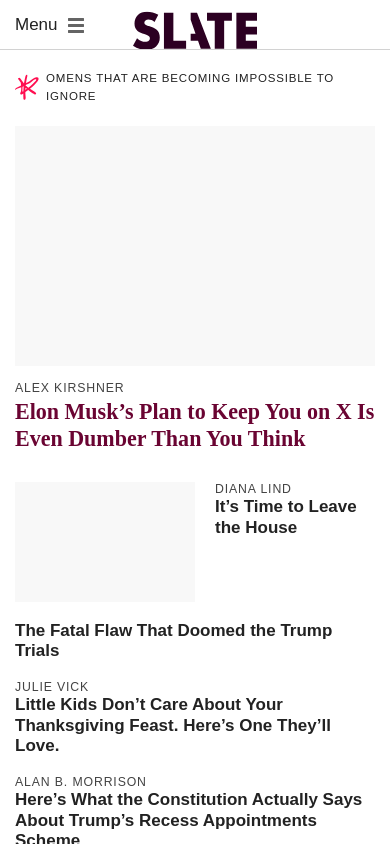 Menu
SLATE
OMENS THAT ARE BECOMING IMPOSSIBLE TO
IGNORE
ALEX KIRSHNER
Elon Musk’s Plan to Keep You on X Is
Even Dumber Than You Think
DIANA LIND
It’s Time to Leave
the House
The Fatal Flaw That Doomed the Trump
Trials
JULIE VICK
Little Kids Don’t Care About Your
Thanksgiving Feast. Here’s One They’ll
Love.
ALAN B. MORRISON
Here’s What the Constitution Actually Says
About Trump’s Recess Appointments
Scheme